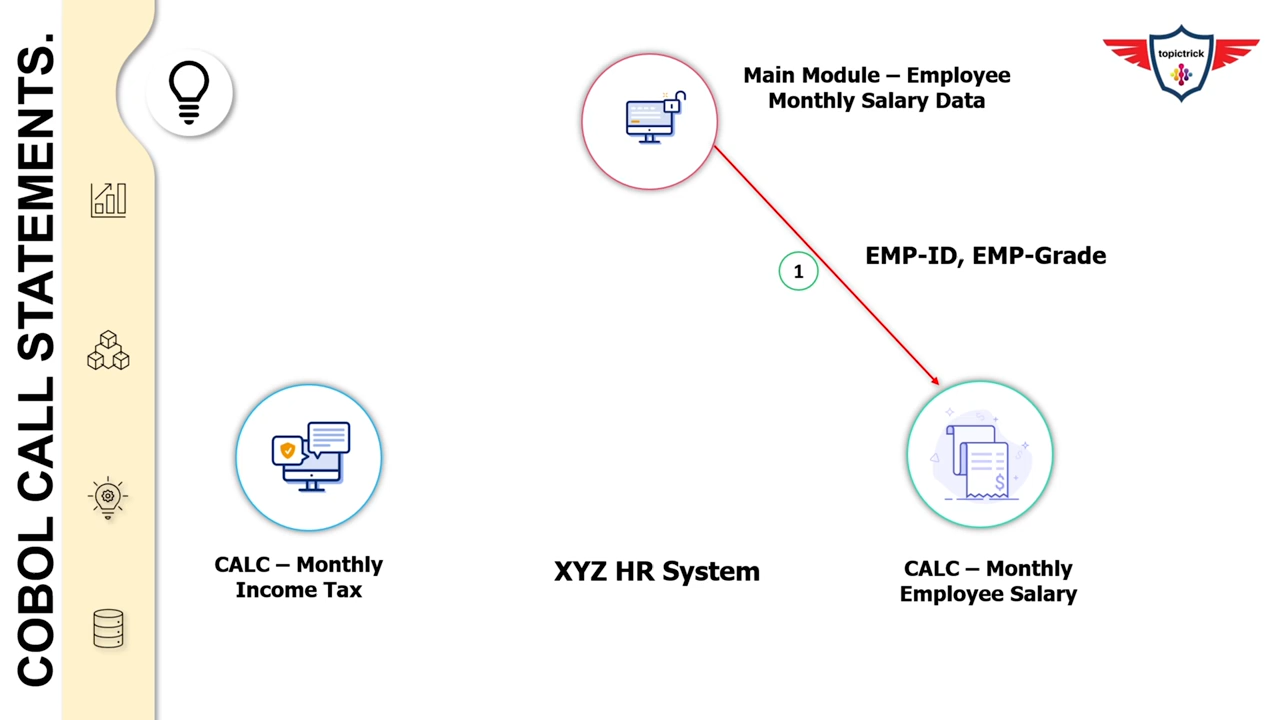 COBOL CALL STATEMENTS.
topictrick
Main Module – Employee
Monthly Salary Data
EMP-ID, EMP-Grade
1
CALC – Monthly
Income Tax
XYZ HR System
CALC – Monthly
Employee Salary
$